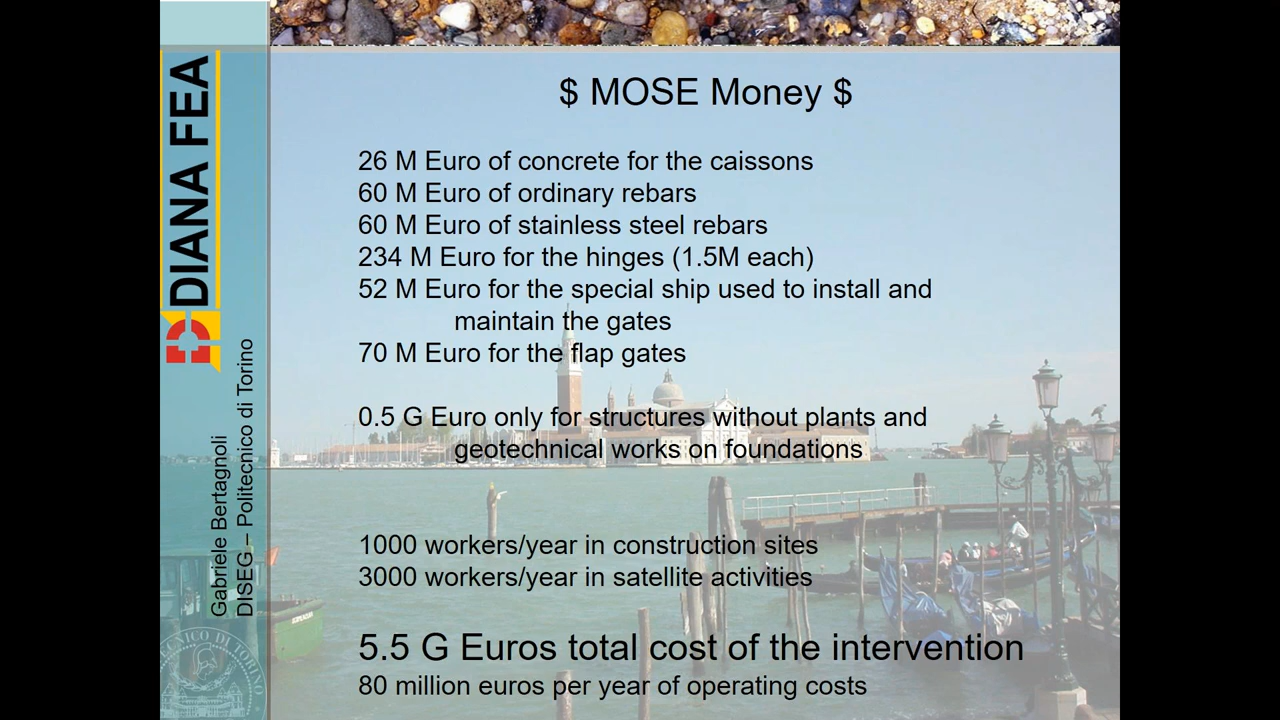 $ MOSE Money $
26 M Euro of concrete for the caissons
60 M Euro of ordinary rebars
60 M Euro of stainless steel rebars
234 M Euro for the hinges (1.5M each)
52 M Euro for the special ship used to install and
maintain the gates
70 M Euro for the flap gates
0.5 G Euro only for structures without plants and
geotechnical works on foundations
1000 workers/year in construction sites
3000 workers/year in satellite activities
5.5 G Euros total cost of the intervention
80 million euros per year of operating costs
DIANA FEA
Gabriele Bertagnoli
DISEG – Politecnico di Torino